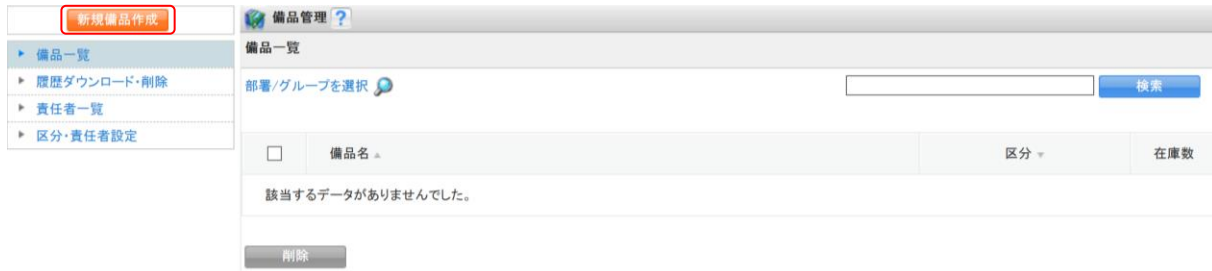 新規備品作成
備品一覧
履歴ダウンロード・削除
責任者一覧
区分・責任者設定
備品管理 ?
備品一覧
部署/グループを選択
検索
備品名 区分 在庫数
該当するデータがありませんでした。
削除